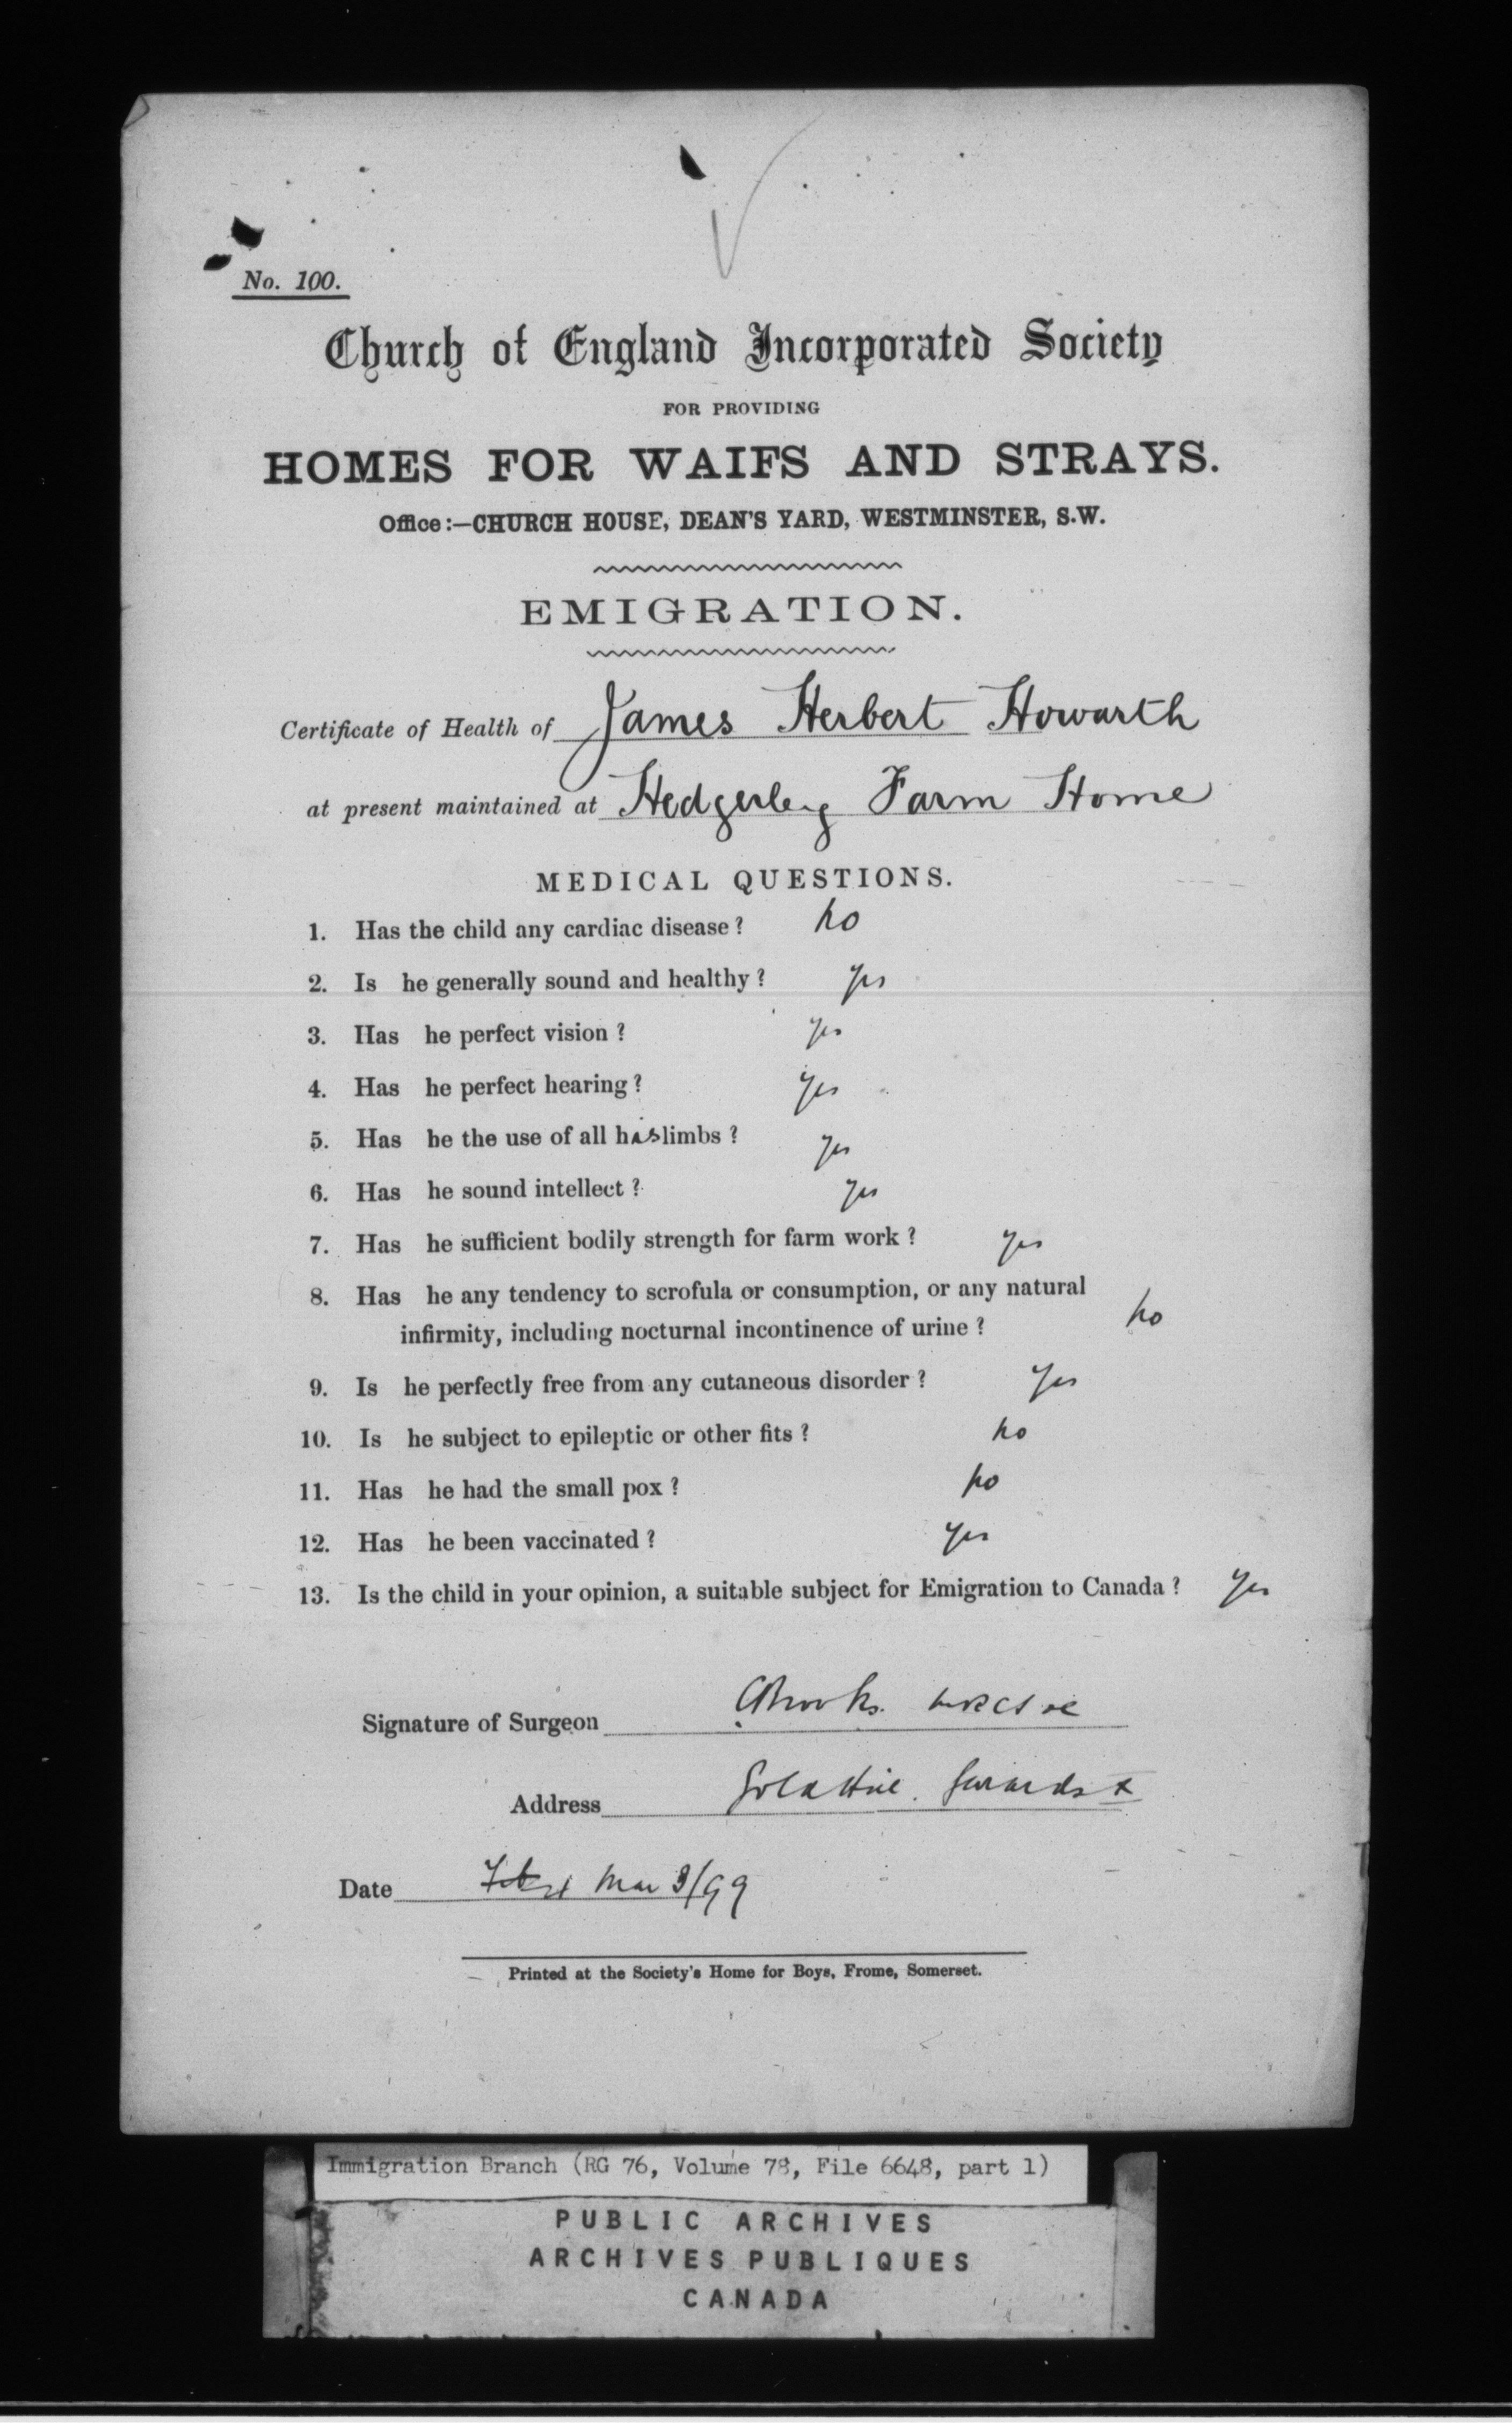 No. 100.
Church of England Incorporated Society
FOR PROVIDING
HOMES FOR WAIFS AND STRAYS.
Office:—CHURCH HOUSE, DEAN'S YARD, WESTMINSTER, S.W.
EMIGRATION.
Certificate of Health of James Herbert Howarth
at present maintained at Hedgerley Farm Home
MEDICAL QUESTIONS.
1. Has the child any cardiac disease? no
2. Is he generally sound and healthy? yes
3. Has he perfect vision? yes
4. Has he perfect hearing? yes
5. Has he the use of all his limbs? yes
6. Has he sound intellect? yes
7. Has he sufficient bodily strength for farm work? yes
8. Has he any tendency to scrofula or consumption, or any natural
infirmity, including nocturnal incontinence of urine? no
9. Is he perfectly free from any cutaneous disorder? yes
10. Is he subject to epileptic or other fits? no
11. Has he had the small pox? no
12. Has he been vaccinated? yes
13. Is the child in your opinion, a suitable subject for Emigration to Canada? yes
Signature of Surgeon Brooks. MRCS
Address Gold Hill.
Date Mar 3/99
Printed at the Society's Home for Boys, Frome, Somerset.
Immigration Branch (RG 76, Volume 78, File 6648, part 1)
PUBLIC ARCHIVES
ARCHIVES PUBLIQUES
CANADA